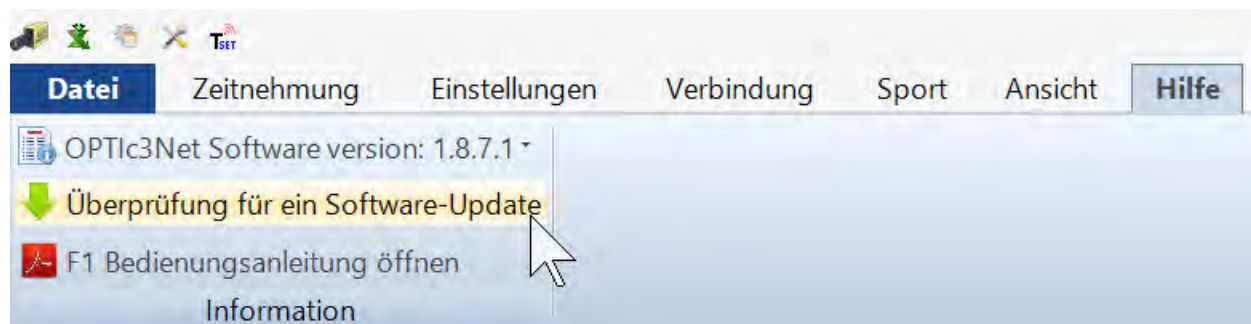 TSET
Datei Zeitnehmung Einstellungen Verbindung Sport Ansicht Hilfe
OPTIc3Net Software version: 1.8.7.1
Überprüfung für ein Software-Update
F1 Bedienungsanleitung öffnen
Information